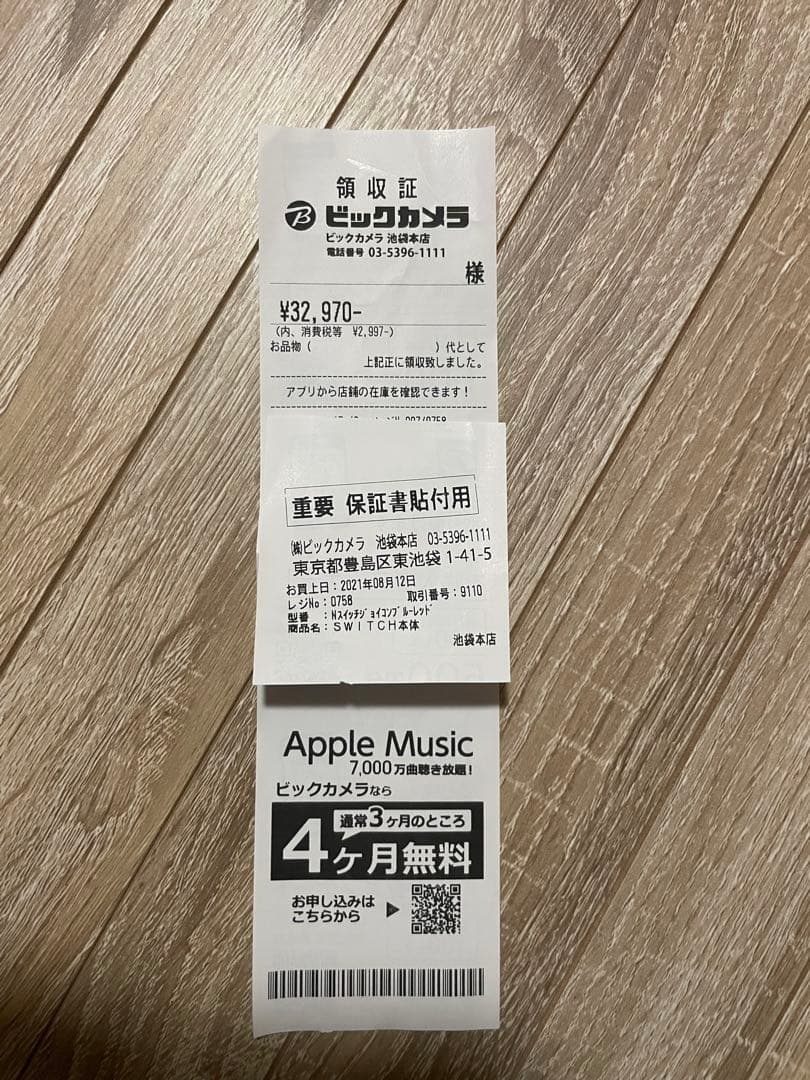 領収証
ビックカメラ
ビックカメラ 池袋本店
電話番号 03-5396-1111
様
¥32,970-
(内、消費税等 ¥2,997-)
お品物( )代として
上記正に領収致しました。
アプリから店舗の在庫を確認できます!
重要 保証書貼付用
㈱ビックカメラ 池袋本店 03-5396-1111
東京都豊島区東池袋1-41-5
お買上日:2021年08月12日
レジNo:0758 取引番号:9110
型番 :Nｽｲｯﾁｼﾞｮｲｺﾝﾌﾞﾙｰﾚｯﾄﾞ
商品名:ＳＷＩＴＣＨ本体
池袋本店
Apple Music
7,000万曲聴き放題!
ビックカメラなら
通常3ヶ月のところ
4ヶ月無料
お申し込みは
こちらから